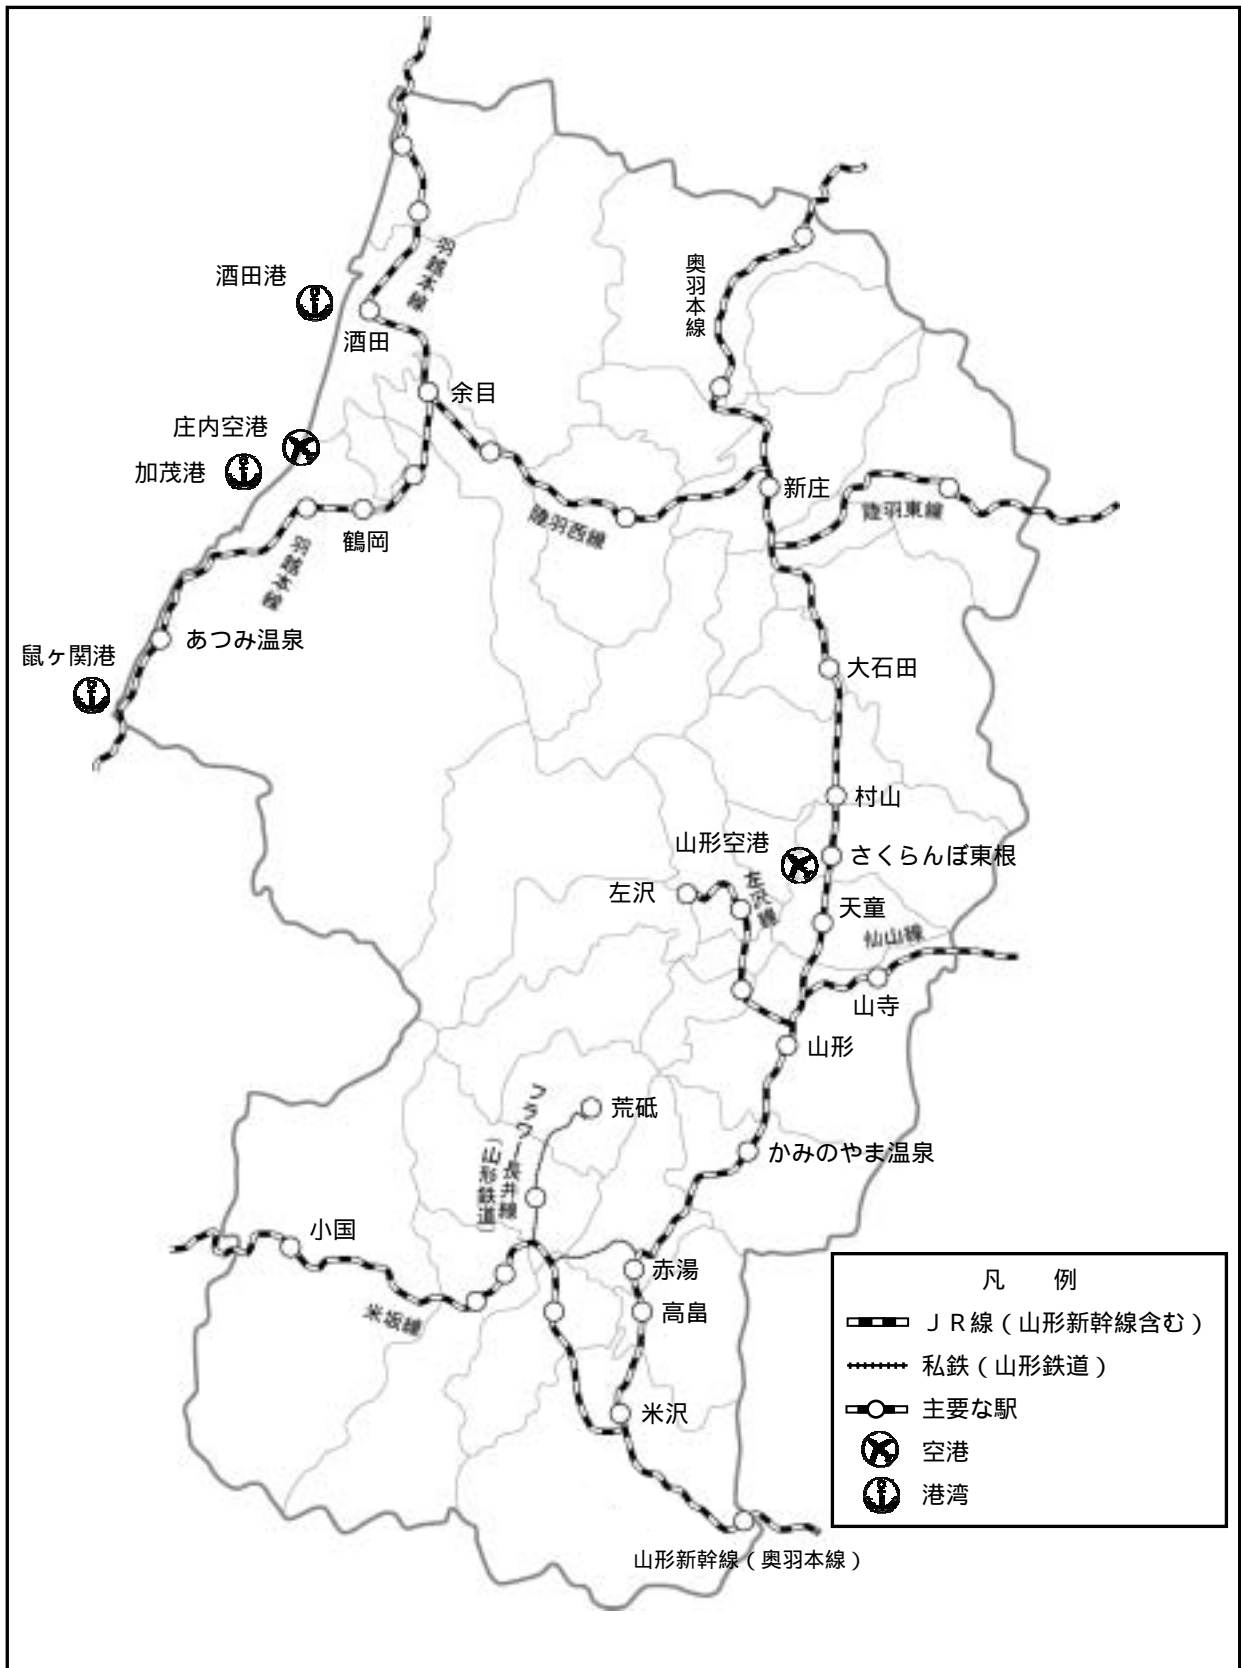 羽越本線
奥羽本線
酒田港
酒田
余目
庄内空港
加茂港
新庄
陸羽東線
陸羽西線
鶴岡
羽越本線
あつみ温泉
鼠ヶ関港
大石田
村山
山形空港
さくらんぼ東根
左沢
左沢線
天童
仙山線
山寺
山形
フラワー長井線
（山形鉄道）
荒砥
かみのやま温泉
小国
赤湯
高畠
米坂線
米沢
山形新幹線（奥羽本線）
凡　例
ＪＲ線（山形新幹線含む）
私鉄（山形鉄道）
主要な駅
空港
港湾